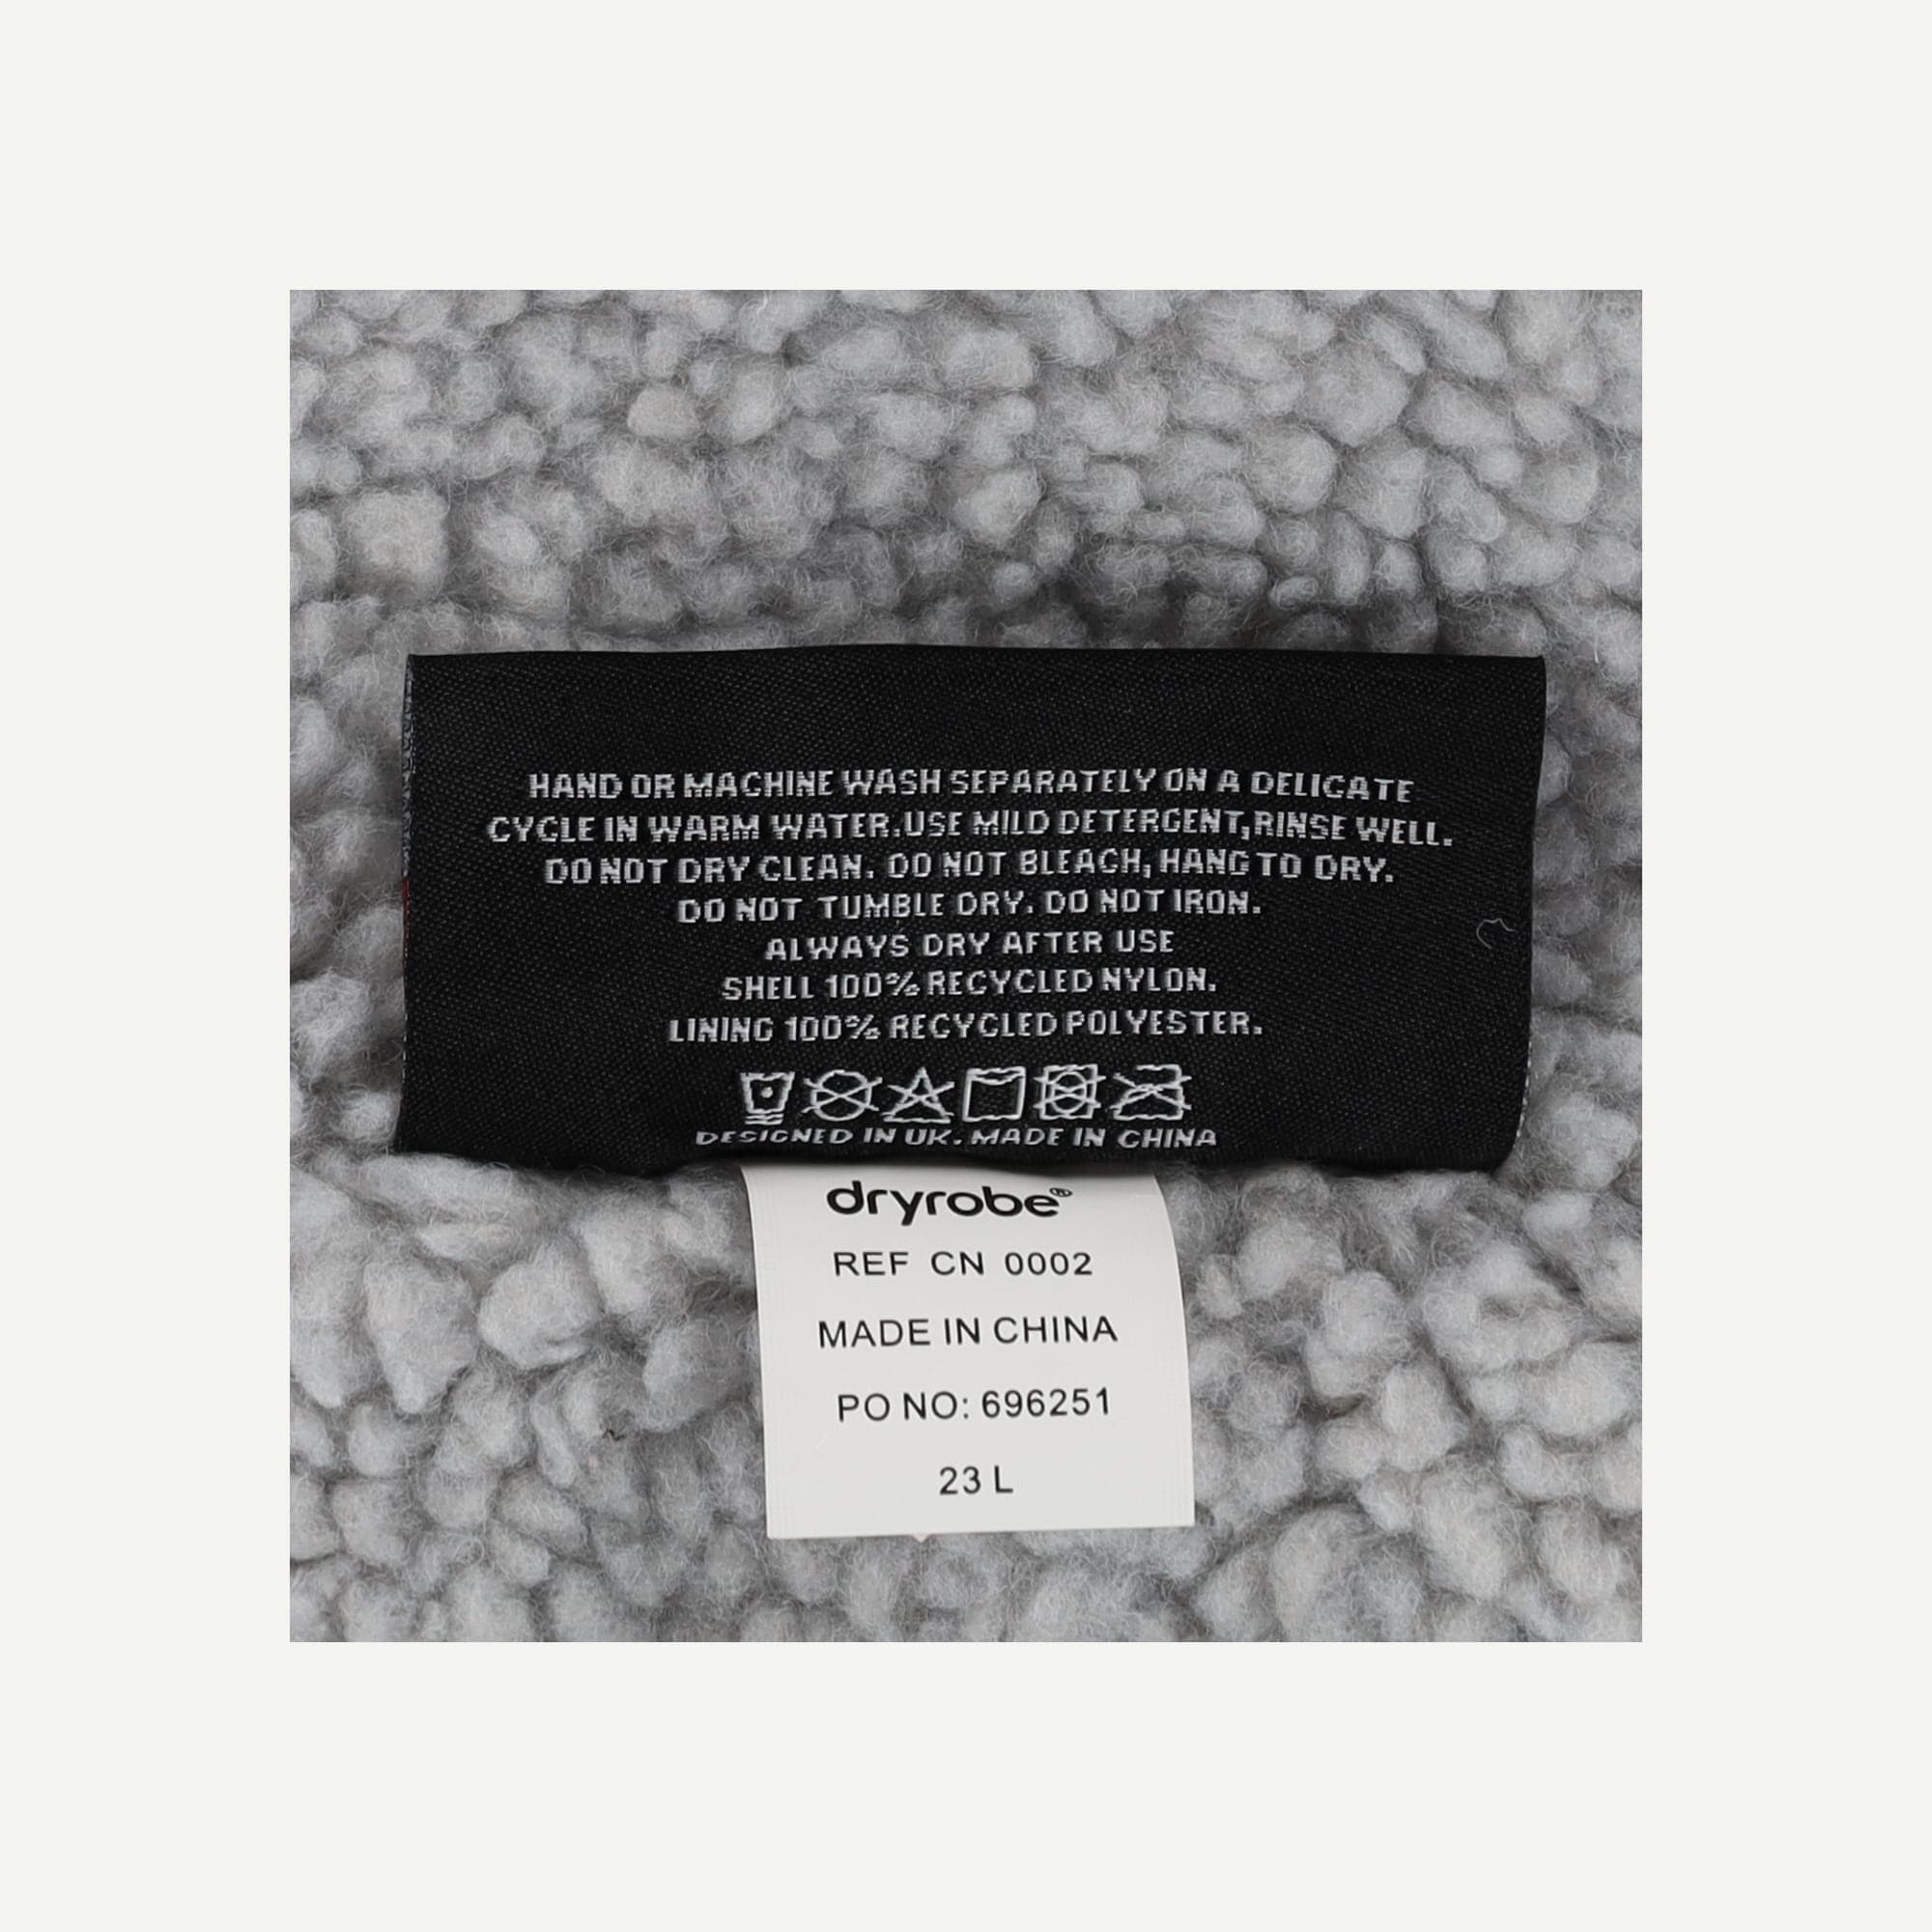 HAND OR MACHINE WASH SEPARATELY ON A DELICATE
CYCLE IN WARM WATER.USE MILD DETERGENT,RINSE WELL.
DO NOT DRY CLEAN. DO NOT BLEACH, HANG TO DRY.
DO NOT TUMBLE DRY. DO NOT IRON.
ALWAYS DRY AFTER USE
SHELL 100% RECYCLED NYLON.
LINING 100% RECYCLED POLYESTER.
DESIGNED IN UK. MADE IN CHINA
dryrobe®
REF CN 0002
MADE IN CHINA
PO NO: 696251
23 L